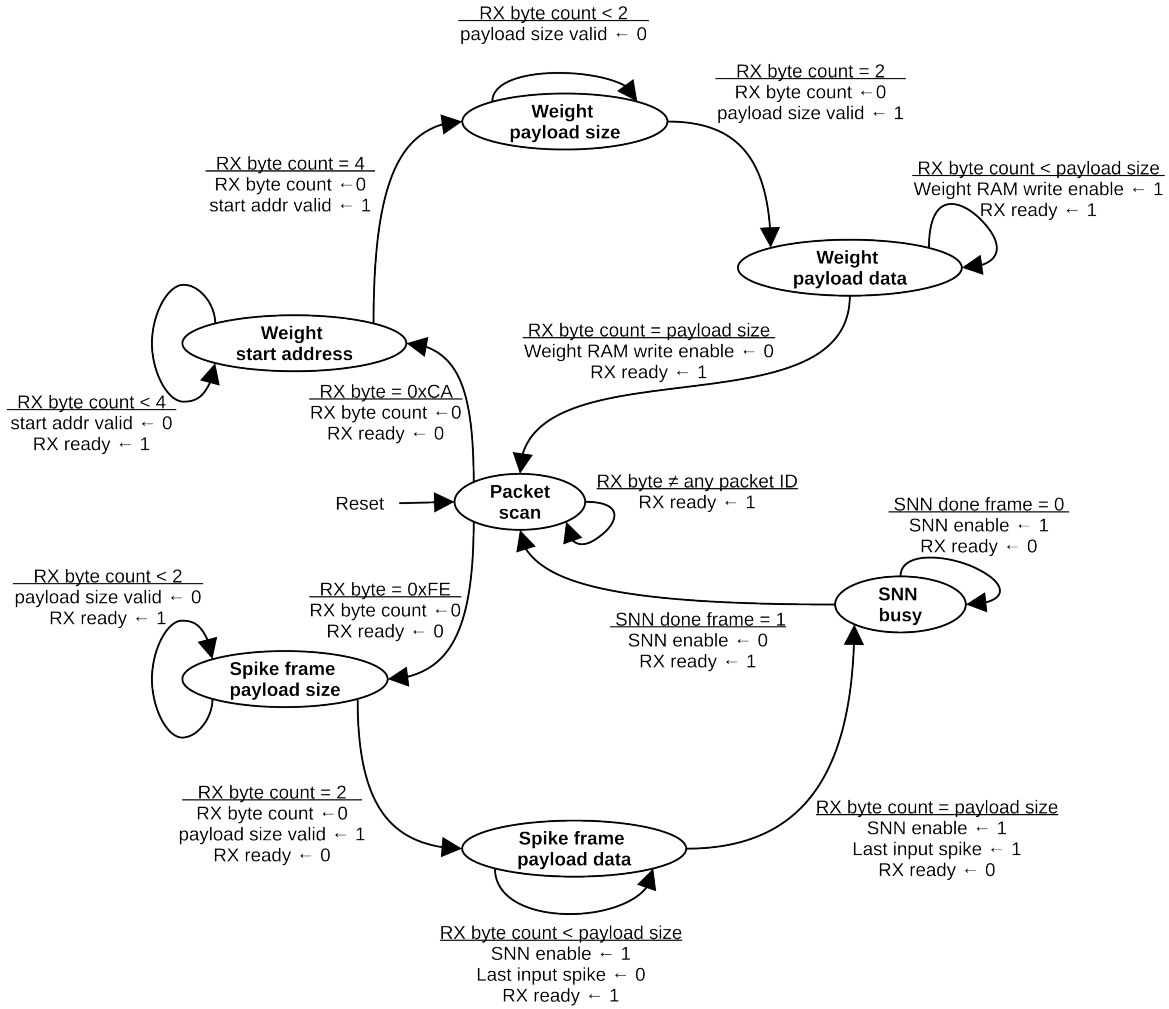 RX byte count < 2
payload size valid ← 0
RX byte count = 2
RX byte count ←0
payload size valid ← 1
Weight
payload size
RX byte count = 4
RX byte count ←0
start addr valid ← 1
RX byte count < payload size
Weight RAM write enable ← 1
RX ready ← 1
Weight
payload data
Weight
start address
RX byte count = payload size
Weight RAM write enable ← 0
RX ready ← 1
RX byte count < 4
start addr valid ← 0
RX ready ← 1
RX byte = 0xCA
RX byte count ←0
RX ready ← 0
Reset
Packet
scan
RX byte ≠ any packet ID
RX ready ← 1
SNN done frame = 0
SNN enable ← 1
RX ready ← 0
SNN
busy
RX byte count < 2
payload size valid ← 0
RX ready ← 1
RX byte = 0xFE
RX byte count ←0
RX ready ← 0
SNN done frame = 1
SNN enable ← 0
RX ready ← 1
Spike frame
payload size
RX byte count = 2
RX byte count ←0
payload size valid ← 1
RX ready ← 0
Spike frame
payload data
RX byte count = payload size
SNN enable ← 1
Last input spike ← 1
RX ready ← 0
RX byte count < payload size
SNN enable ← 1
Last input spike ← 0
RX ready ← 1